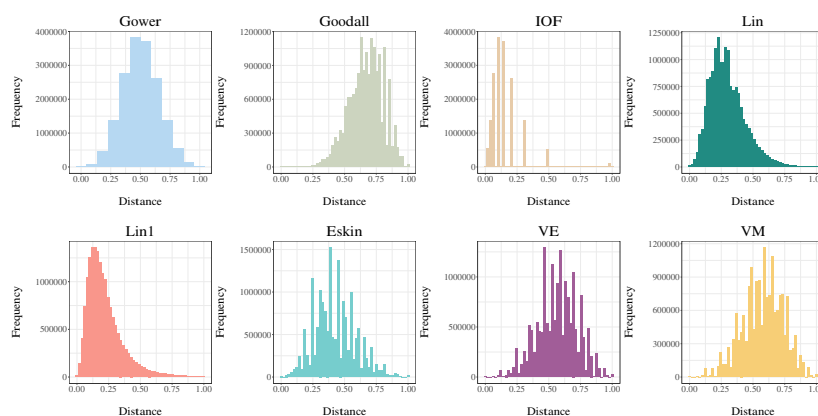 Gower
Goodall
IOF
Lin
4000000
3000000
2000000
1000000
0
Frequency
0.00 0.25 0.50 0.75 1.00
Distance
1200000
900000
600000
300000
0
Frequency
0.00 0.25 0.50 0.75 1.00
Distance
4000000
3000000
2000000
1000000
0
Frequency
0.00 0.25 0.50 0.75 1.00
Distance
1250000
1000000
750000
500000
250000
0
Frequency
0.00 0.25 0.50 0.75 1.00
Distance
Lin1
Eskin
VE
VM
1000000
500000
0
Frequency
0.00 0.25 0.50 0.75 1.00
Distance
1500000
1000000
500000
0
Frequency
0.00 0.25 0.50 0.75 1.00
Distance
1000000
500000
0
Frequency
0.00 0.25 0.50 0.75 1.00
Distance
1200000
900000
600000
300000
0
Frequency
0.00 0.25 0.50 0.75 1.00
Distance